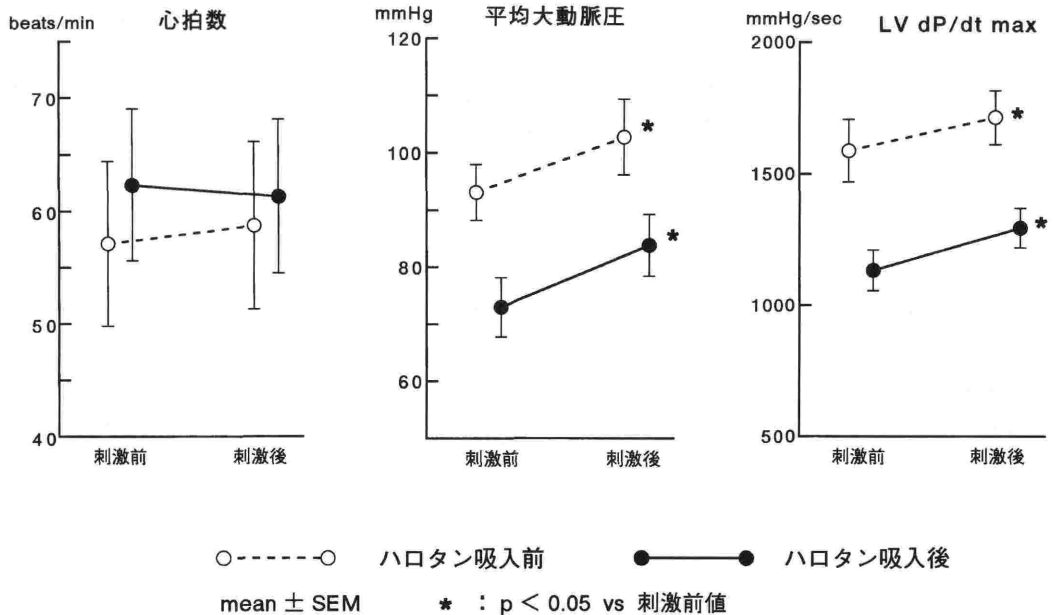 beats/min 心拍数
70
60
50
40
刺激前 刺激後
mmHg 平均大動脈圧
120
100
80
60
*
*
刺激前 刺激後
mmHg/sec LV dP/dt max
2000
1500
1000
500
*
*
刺激前 刺激後
ハロタン吸入前 ハロタン吸入後
mean ± SEM * : p < 0.05 vs 刺激前値